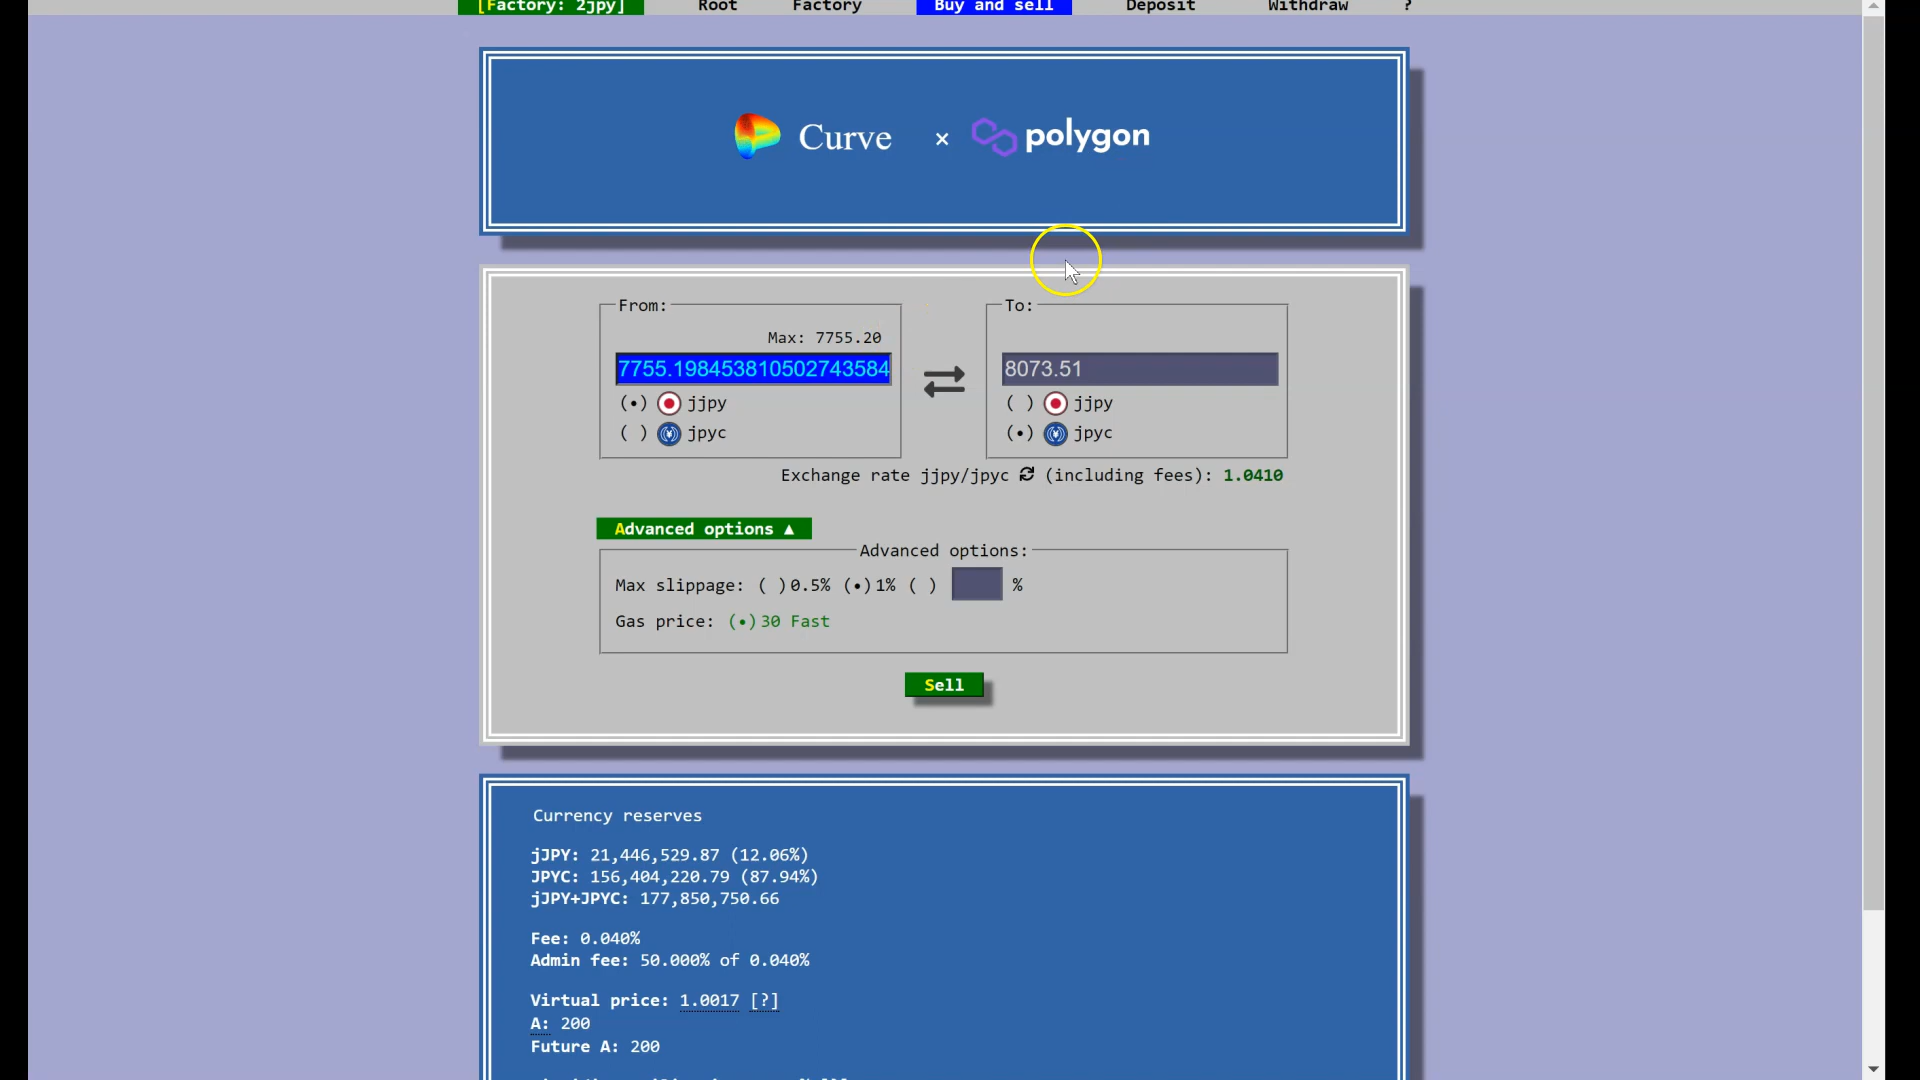 [Factory: 2jpy] Root Factory Buy and sell Deposit Withdraw ?
Curve × polygon
From:
Max: 7755.20
7755.198453810502743584
(•) jjpy
( ) jpyc
To:
8073.51
( ) jjpy
(•) jpyc
Exchange rate jjpy/jpyc (including fees): 1.0410
Advanced options ▲
Advanced options:
Max slippage: ( )0.5% (•)1% ( ) %
Gas price: (•)30 Fast
Sell
Currency reserves
jJPY: 21,446,529.87 (12.06%)
JPYC: 156,404,220.79 (87.94%)
jJPY+JPYC: 177,850,750.66
Fee: 0.040%
Admin fee: 50.000% of 0.040%
Virtual price: 1.0017 [?]
A: 200
Future A: 200